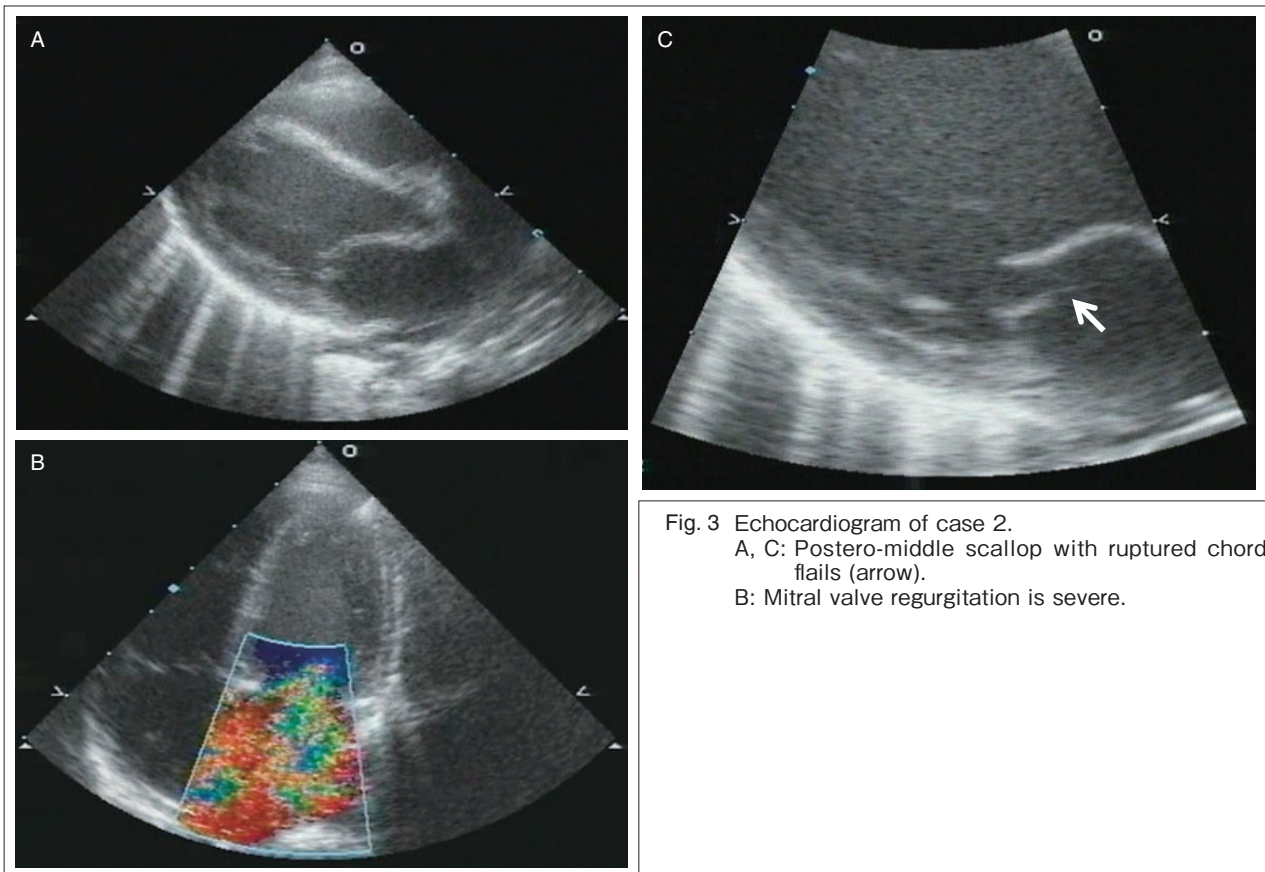 A
C
B
Fig. 3 Echocardiogram of case 2.
A, C: Postero-middle scallop with ruptured chord
flails (arrow).
B: Mitral valve regurgitation is severe.